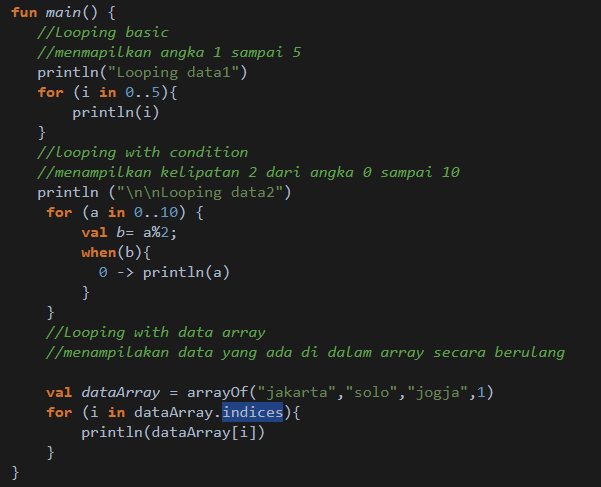 fun main() {
//Looping basic
//menmapilkan angka 1 sampai 5
println("Looping data1")
for (i in 0..5){
println(i)
}
//looping with condition
//menampilkan kelipatan 2 dari angka 0 sampai 10
println ("\n\nLooping data2")
for (a in 0..10) {
val b= a%2;
when(b){
0 -> println(a)
}
}
//Looping with data array
//menampilakan data yang ada di dalam array secara berulang
val dataArray = arrayOf("jakarta","solo","jogja",1)
for (i in dataArray.indices){
println(dataArray[i])
}
}